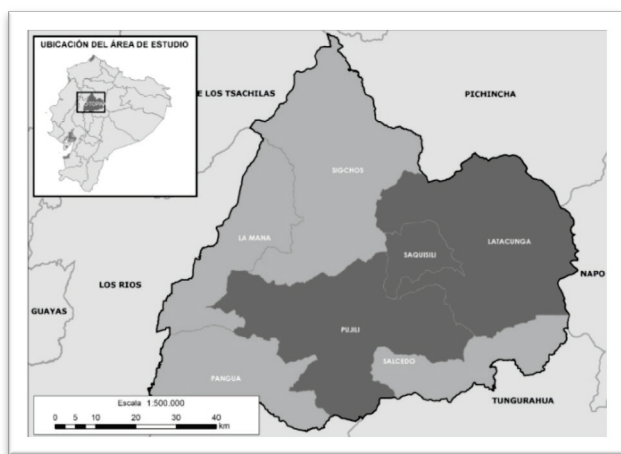 UBICACIÓN DEL ÁREA DE ESTUDIO
E LOS TSACHILAS
PICHINCHA
SIGCHOS
LA MANA
LATACUNGA
SAQUISILI
NAPO
LOS RIOS
GUAYAS
PUJILI
SALCEDO
PANGUA
TUNGURAHUA
Escala 1:500.000
0 5 10 20 30 40
km